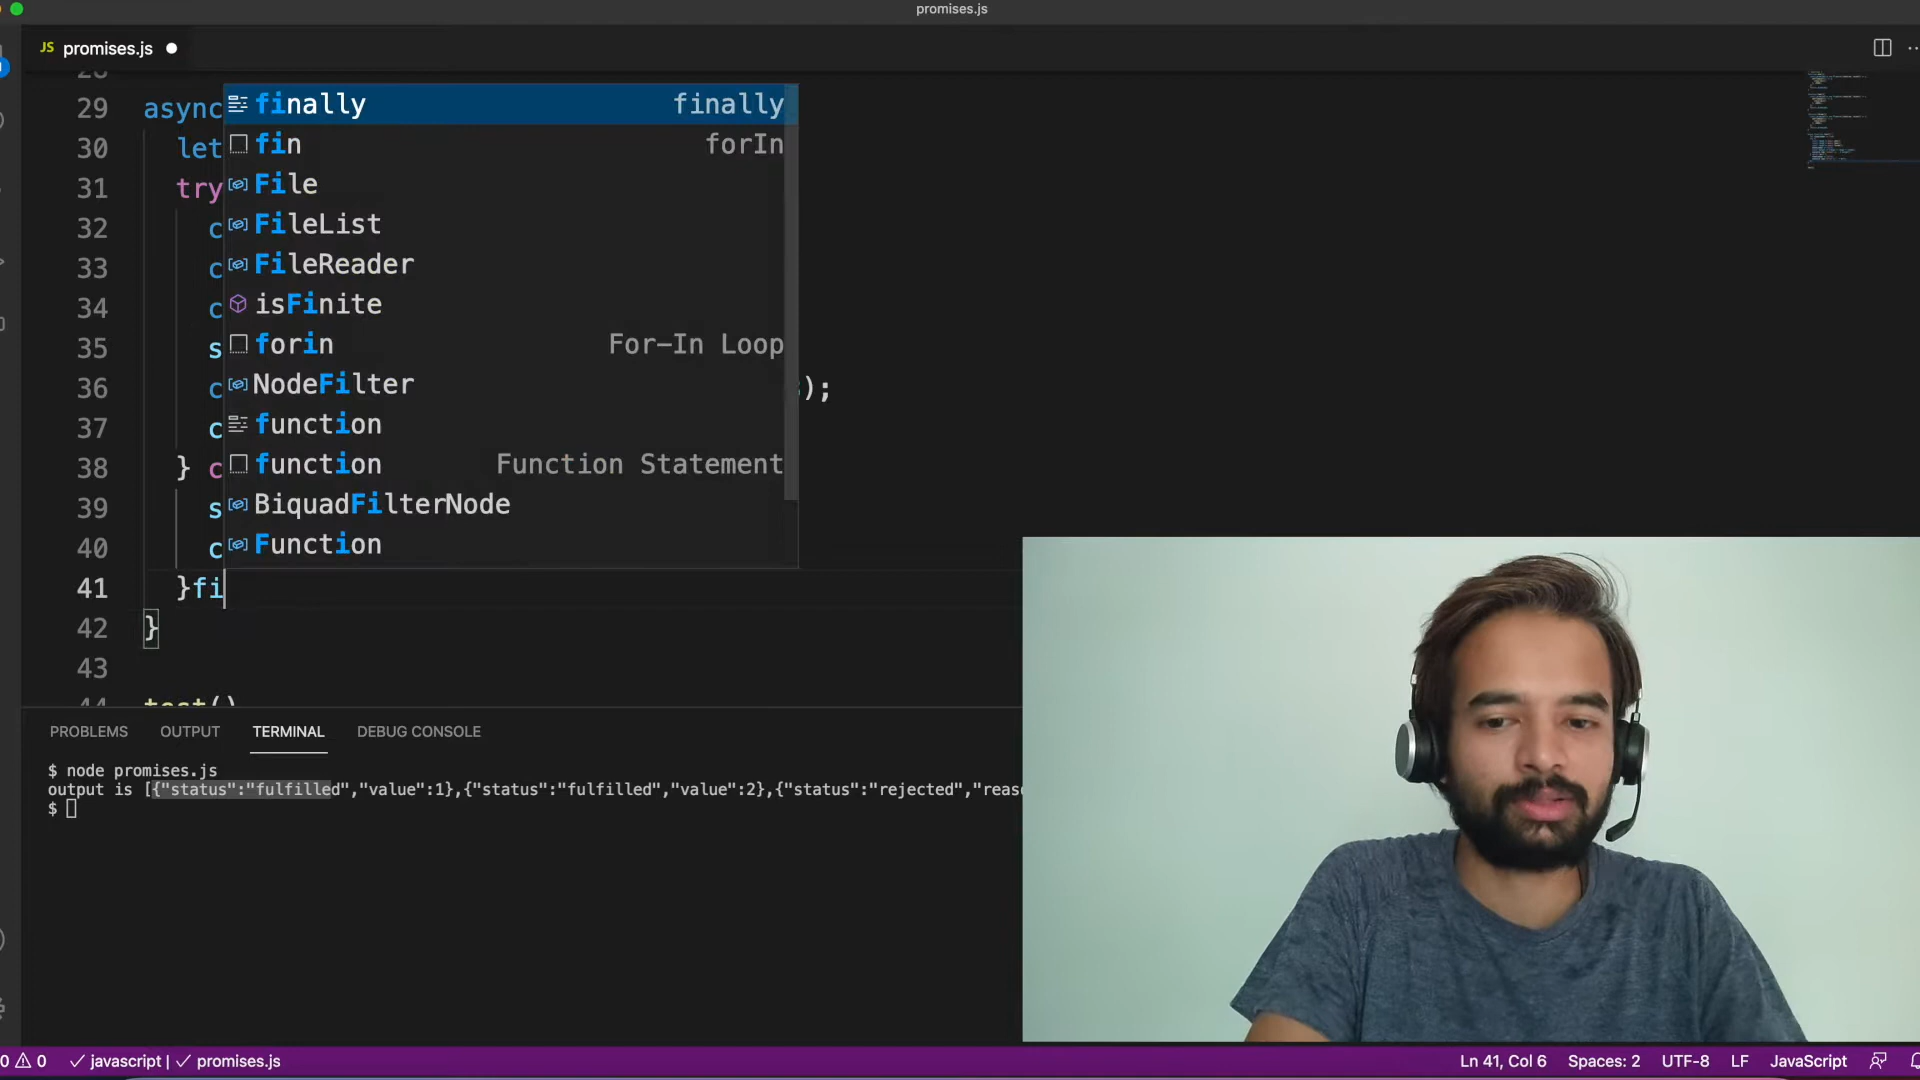 promises.js
JS promises.js
28
29 async
30 let
31 try
32 c
33 c
34 c
35 s
36 c );
37 c
38 } c
39 s
40 c
41 }fi
42 }
43
44 test()
finally finally
fin forIn
File
FileList
FileReader
isFinite
forin For-In Loop
NodeFilter
function
function Function Statement
BiquadFilterNode
Function
PROBLEMS OUTPUT TERMINAL DEBUG CONSOLE
$ node promises.js
output is [{"status":"fulfilled","value":1},{"status":"fulfilled","value":2},{"status":"rejected","reas
$
0 0 javascript | promises.js Ln 41, Col 6 Spaces: 2 UTF-8 LF JavaScript